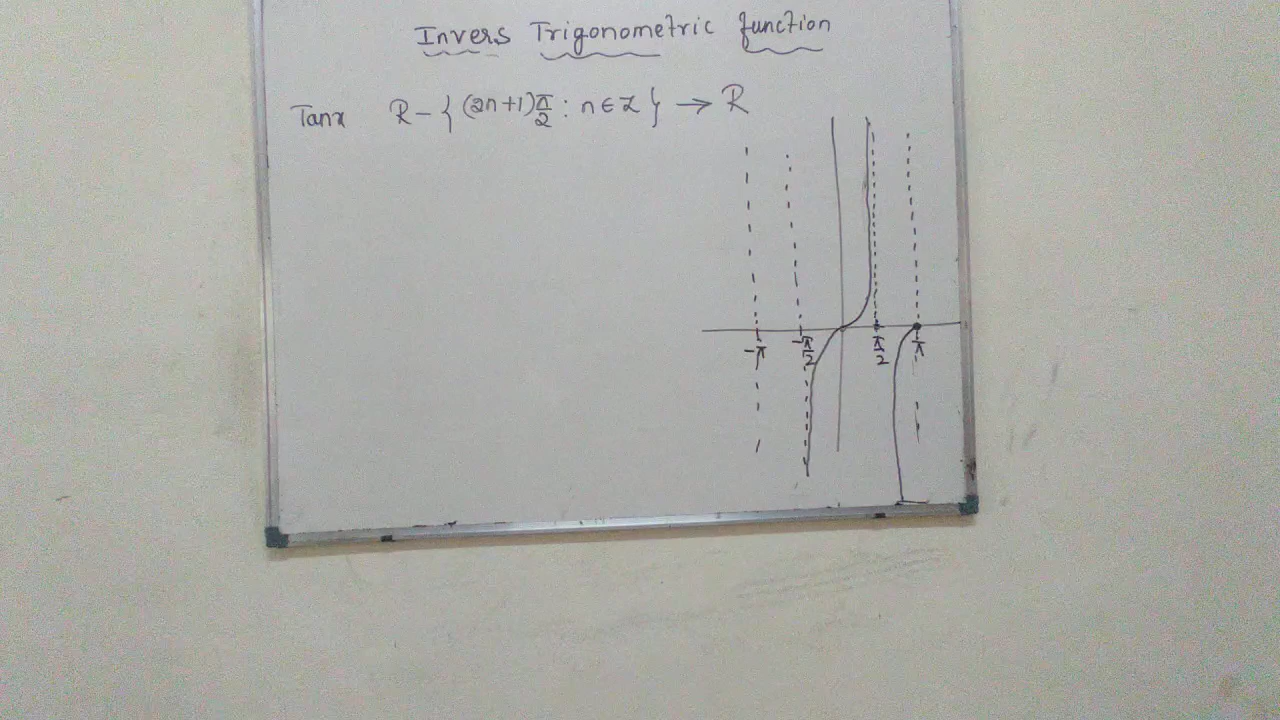 Invers Trigonometric function
Tanx R - { (2n+1)π/2 : n ∈ Z } → R
-π -π/2 π/2 π